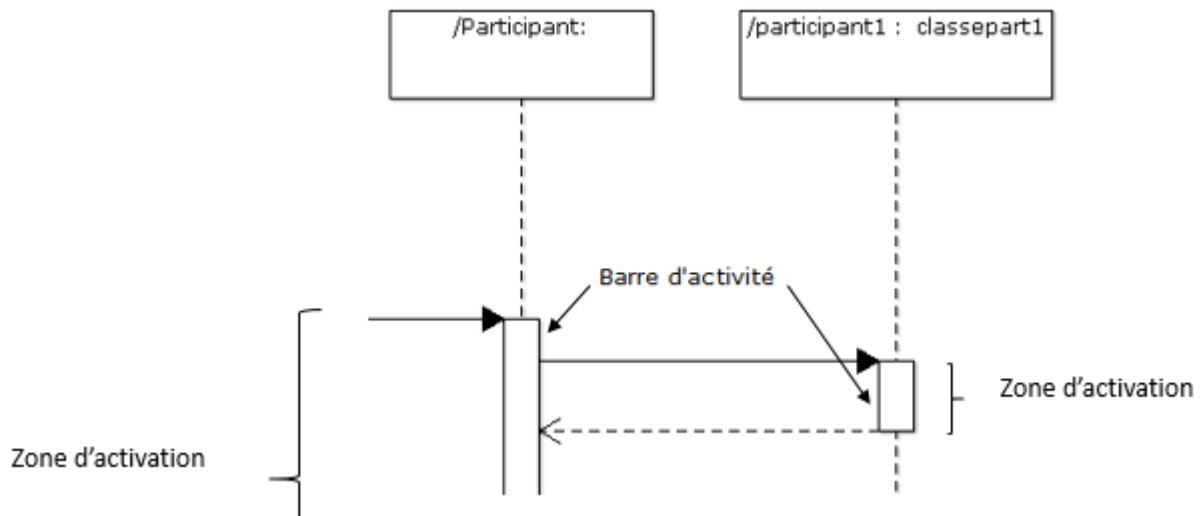 /Participant:
/participant1 : classepart1
Barre d'activité
Zone d’activation
Zone d’activation